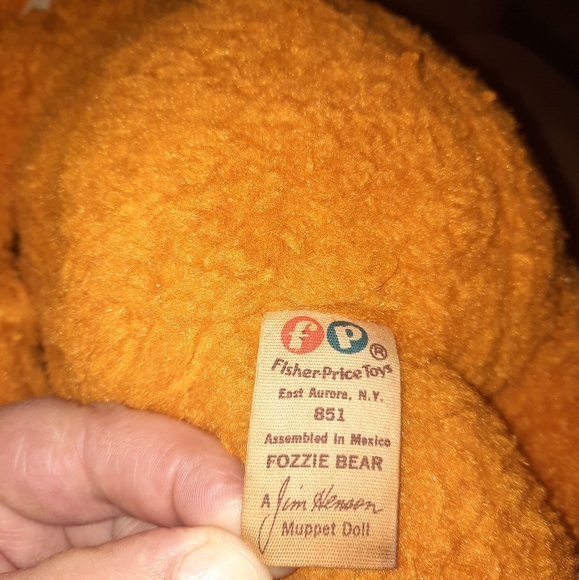 fp®
Fisher-Price Toys
East Aurora, N.Y.
851
Assembled in Mexico
FOZZIE BEAR
A Jim Henson
Muppet Doll